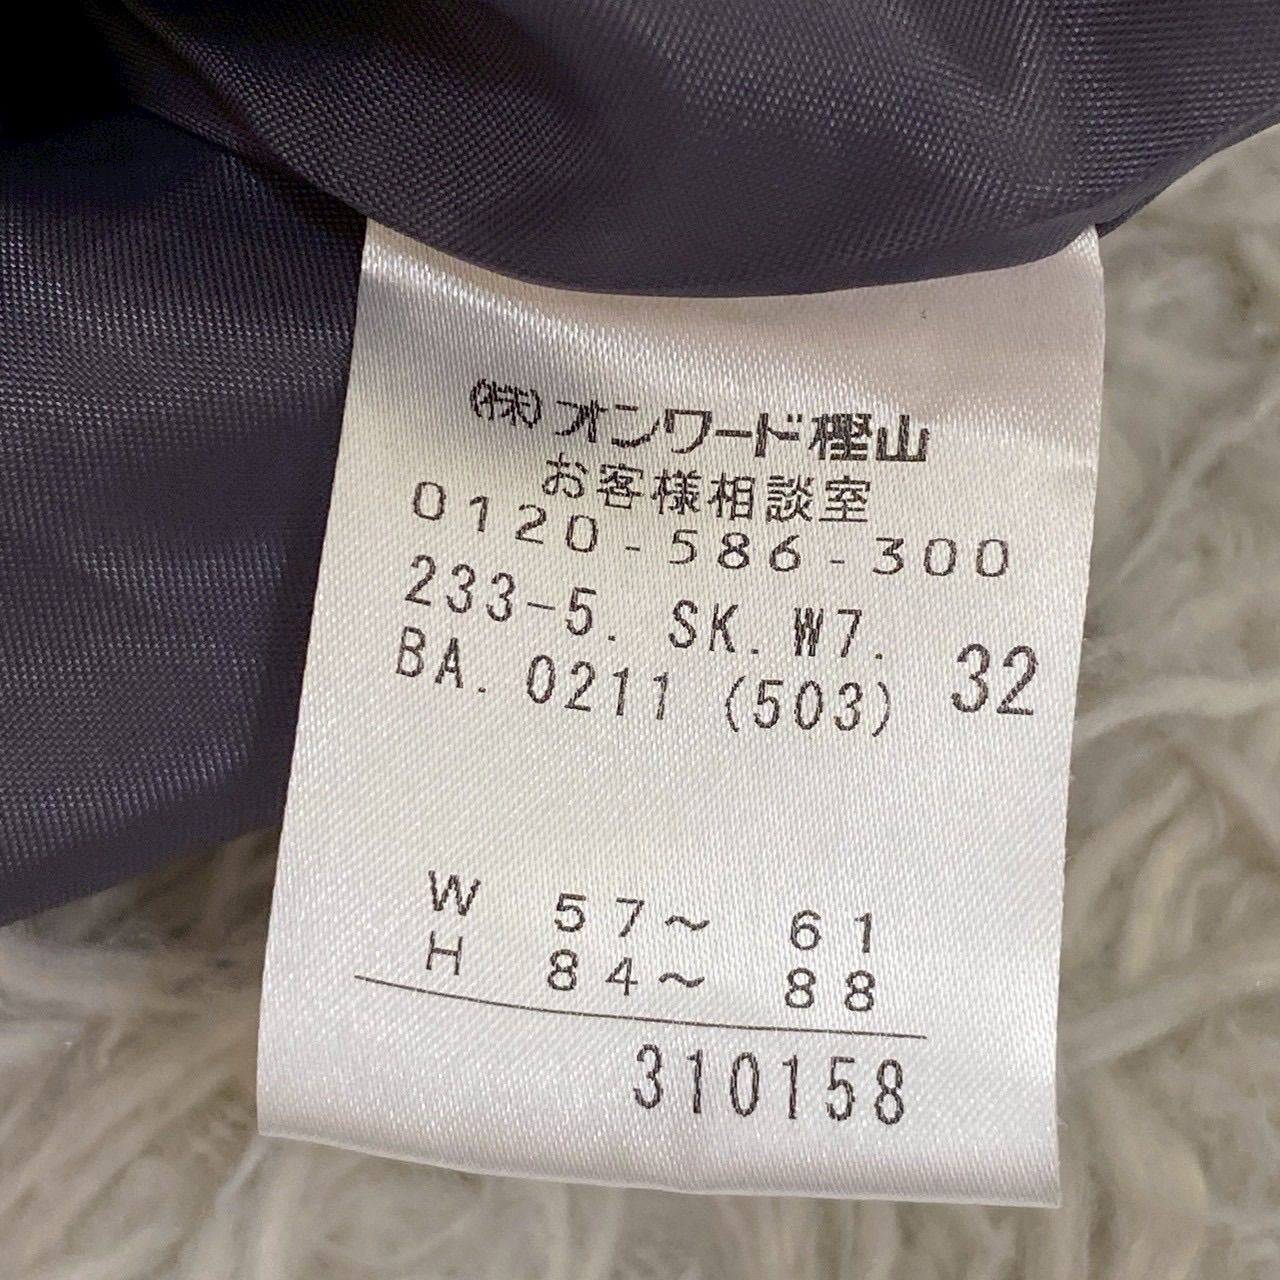 (株)オンワード樫山
お客様相談室
0120-586-300
233-5. SK. W7.
BA. 0211 (503) 32
W 57～ 61
H 84～ 88
310158